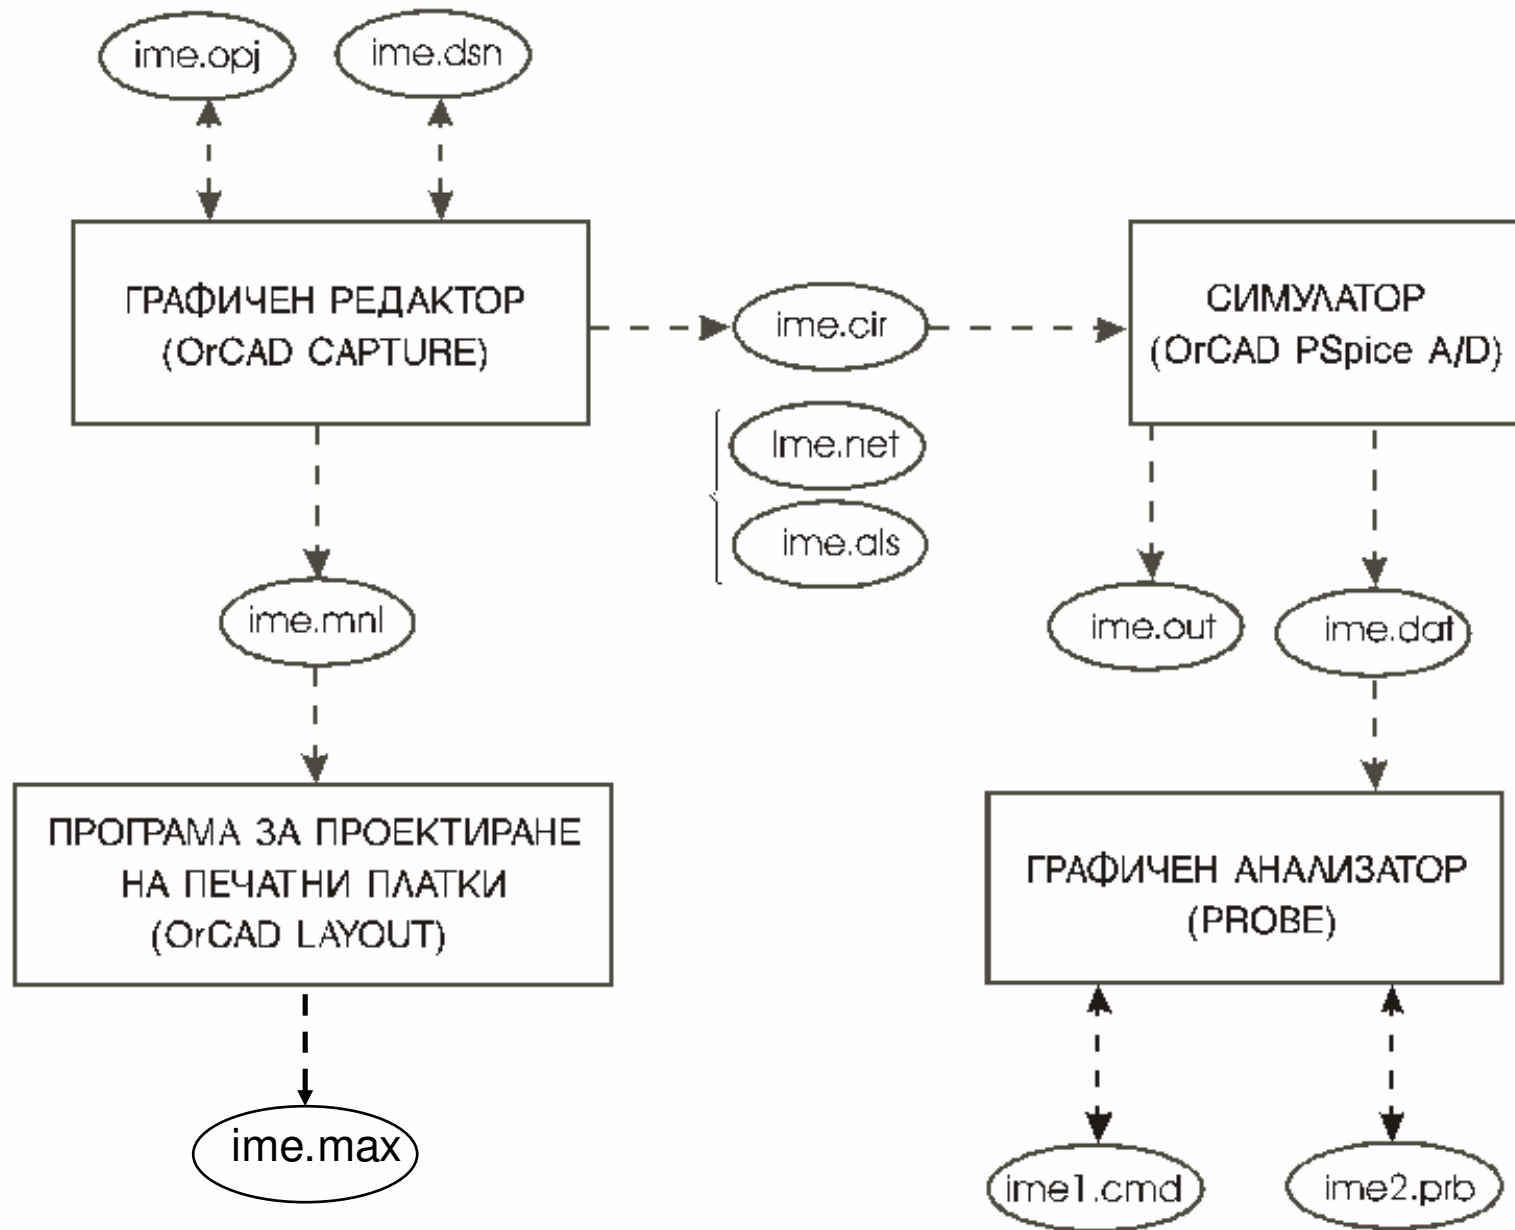 ime.opj
ime.dsn
ГРАФИЧЕН РЕДАКТОР
(OrCAD CAPTURE)
ime.cir
СИМУЛАТОР
(OrCAD PSpice A/D)
Ime.net
ime.als
ime.mnl
ime.out
ime.dat
ПРОГРАМА ЗА ПРОЕКТИРАНЕ
НА ПЕЧАТНИ ПЛАТКИ
(OrCAD LAYOUT)
ГРАФИЧЕН АНАЛИЗАТОР
(PROBE)
ime.max
ime1.cmd
ime2.prb